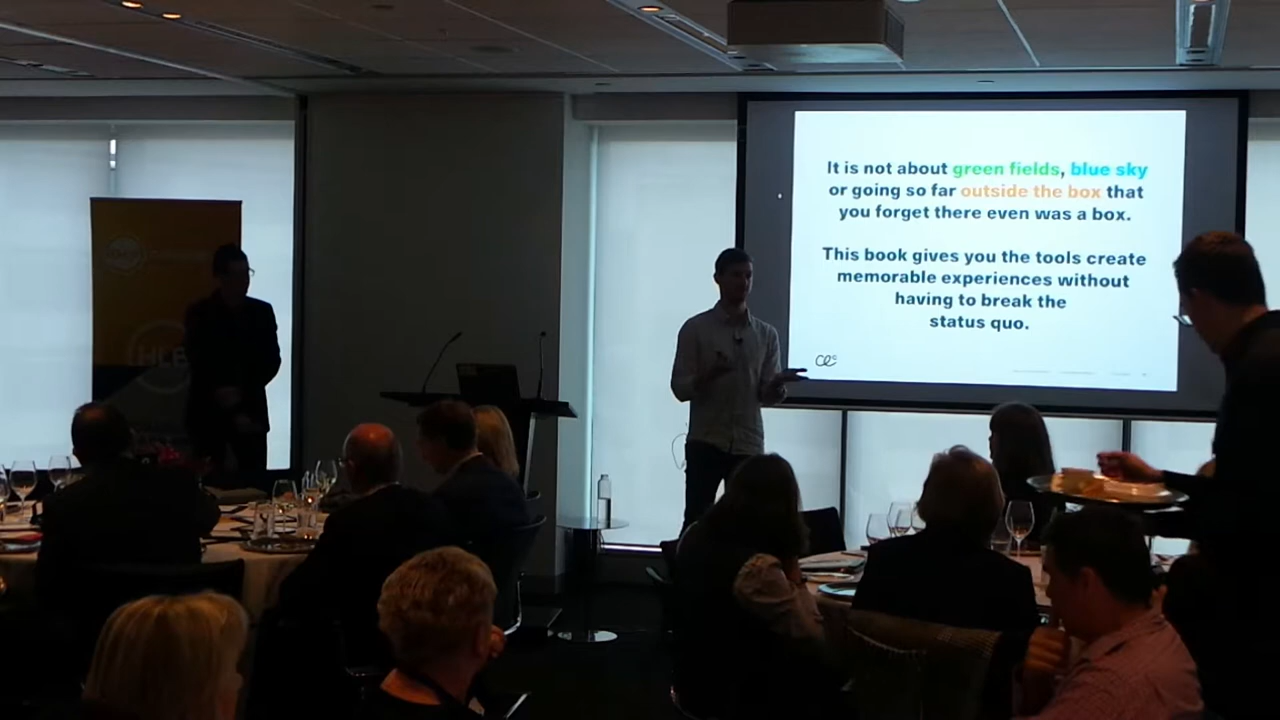 It is not about green fields, blue sky
or going so far outside the box that
you forget there even was a box.
This book gives you the tools create
memorable experiences without
having to break the
status quo.
HLB